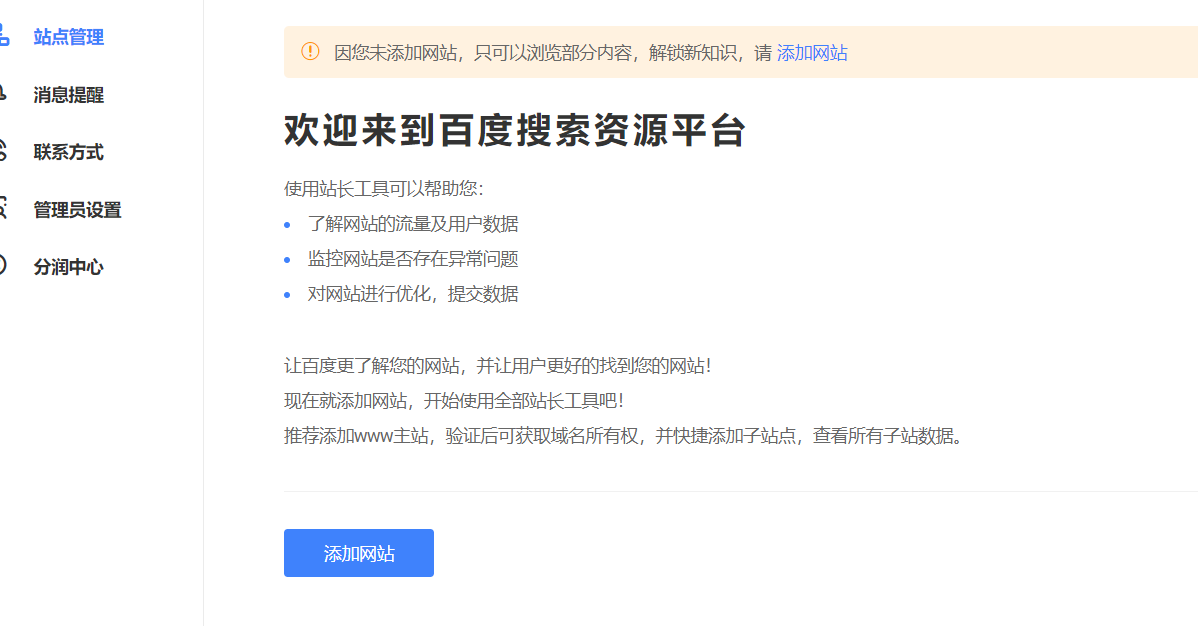 站点管理
消息提醒
联系方式
管理员设置
分润中心
因您未添加网站，只可以浏览部分内容，解锁新知识，请 添加网站
欢迎来到百度搜索资源平台
使用站长工具可以帮助您：
了解网站的流量及用户数据
监控网站是否存在异常问题
对网站进行优化，提交数据
让百度更了解您的网站，并让用户更好的找到您的网站！
现在就添加网站，开始使用全部站长工具吧！
推荐添加www主站，验证后可获取域名所有权，并快捷添加子站点，查看所有子站数据。
添加网站